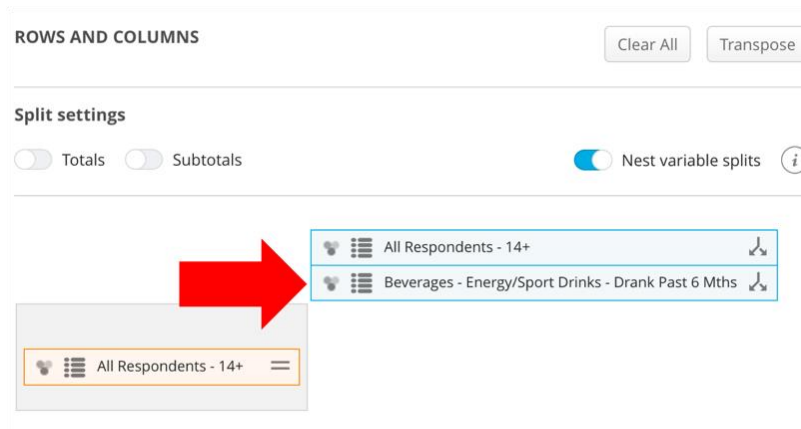 ROWS AND COLUMNS
Clear All
Transpose
Split settings
Totals
Subtotals
Nest variable splits
i
All Respondents - 14+
Beverages - Energy/Sport Drinks - Drank Past 6 Mths
All Respondents - 14+